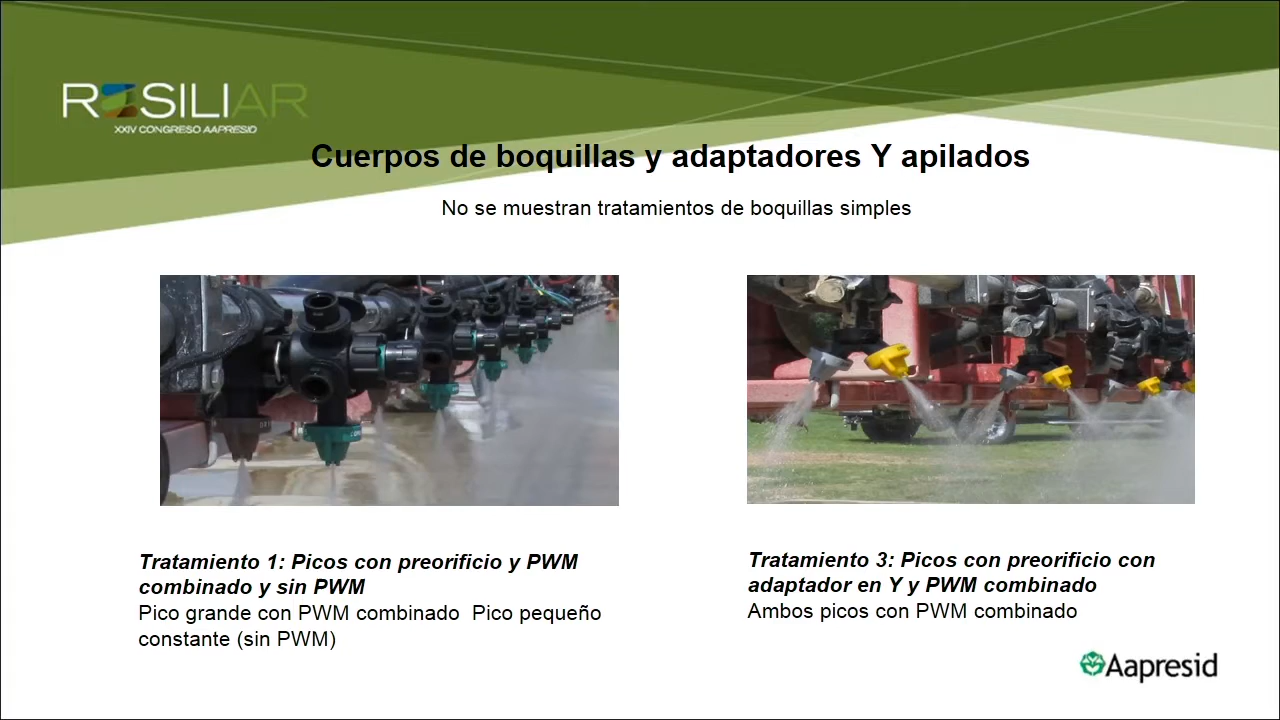 RESILIAR
XXIV CONGRESO AAPRESID
Cuerpos de boquillas y adaptadores Y apilados
No se muestran tratamientos de boquillas simples
Tratamiento 1: Picos con preorificio y PWM
combinado y sin PWM
Pico grande con PWM combinado Pico pequeño
constante (sin PWM)
Tratamiento 3: Picos con preorificio con
adaptador en Y y PWM combinado
Ambos picos con PWM combinado
Aapresid